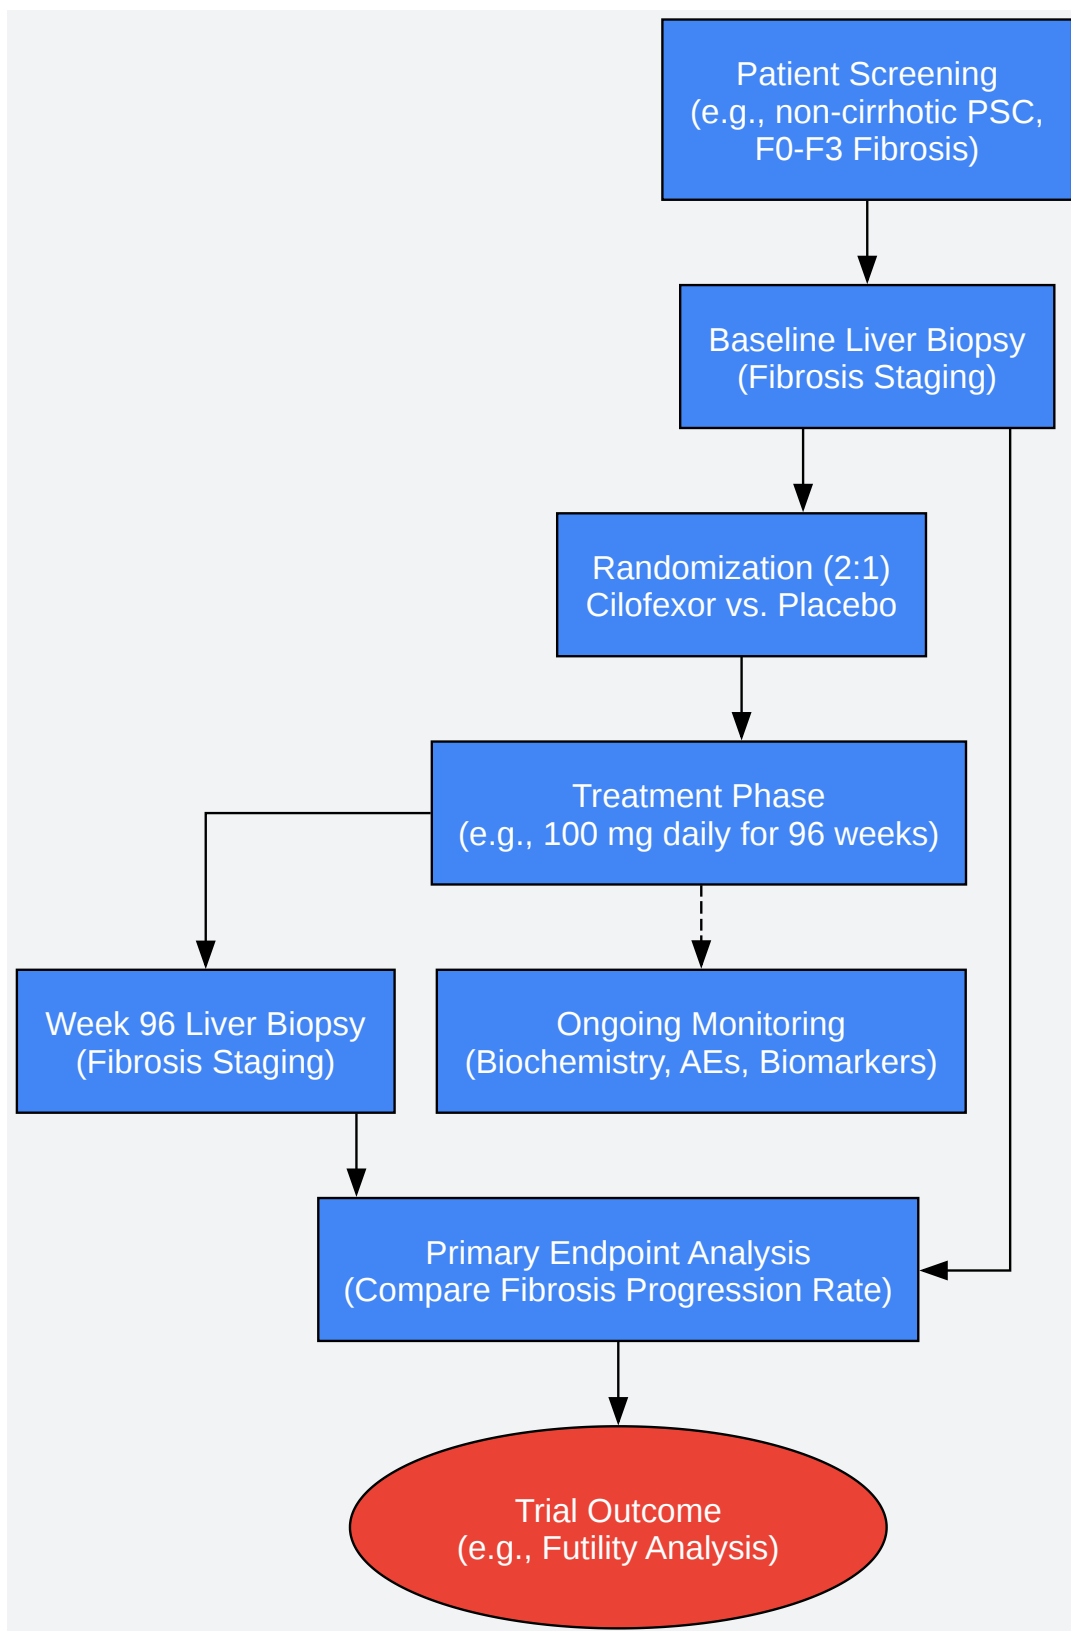 Patient Screening
(e.g., non-cirrhotic PSC,
F0-F3 Fibrosis)
Baseline Liver Biopsy
(Fibrosis Staging)
Randomization (2:1)
Cilofexor vs. Placebo
Treatment Phase
(e.g., 100 mg daily for 96 weeks)
Week 96 Liver Biopsy
(Fibrosis Staging)
Ongoing Monitoring
(Biochemistry, AEs, Biomarkers)
Primary Endpoint Analysis
(Compare Fibrosis Progression Rate)
Trial Outcome
(e.g., Futility Analysis)